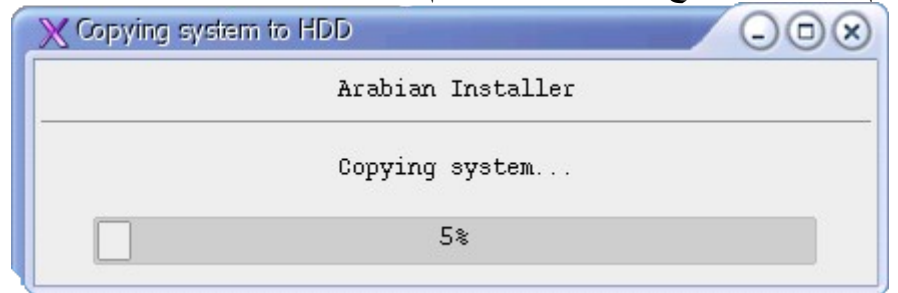 Copying system to HDD
Arabian Installer
Copying system...
5%